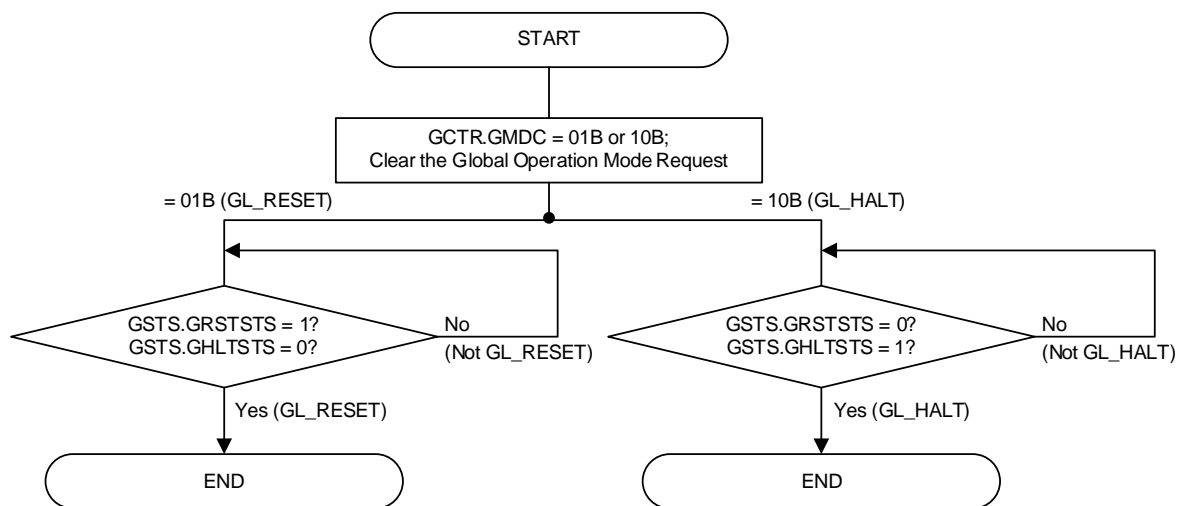 START
GCTR.GMDC = 01B or 10B;
Clear the Global Operation Mode Request
= 01B (GL_RESET)
= 10B (GL_HALT)
GSTS.GRSTSTS = 1?
GSTS.GHLTSTS = 0?
No
(Not GL_RESET)
GSTS.GRSTSTS = 0?
GSTS.GHLTSTS = 1?
No
(Not GL_HALT)
Yes (GL_RESET)
Yes (GL_HALT)
END
END